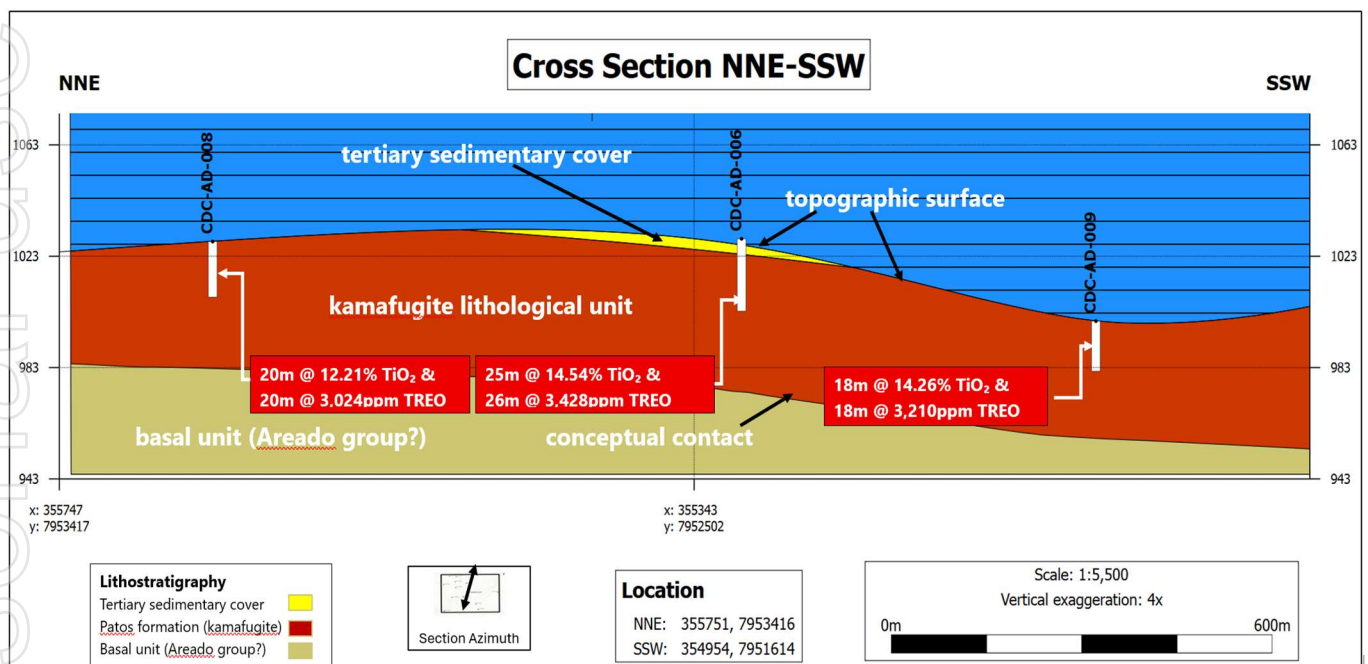 Cross Section NNE-SSW
NNE
SSW
1063
1063
1023
1023
983
983
943
943
CDC-AD-008
CDC-AD-006
CDC-AD-009
tertiary sedimentary cover
topographic surface
kamafugite lithological unit
20m @ 12.21% TiO₂ &
20m @ 3.024ppm TREO
25m @ 14.54% TiO₂ &
26m @ 3.428ppm TREO
18m @ 14.26% TiO₂ &
18m @ 3,210ppm TREO
basal unit (Areado group?)
conceptual contact
x: 355747
y: 7953417
x: 355343
y: 7952502
Lithostratigraphy
Tertiary sedimentary cover
Patos formation (kamafugite)
Basal unit (Areado group?)
Section Azimuth
Location
NNE: 355751, 7953416
SSW: 354954, 7951614
Scale: 1:5,500
Vertical exaggeration: 4x
0m
600m